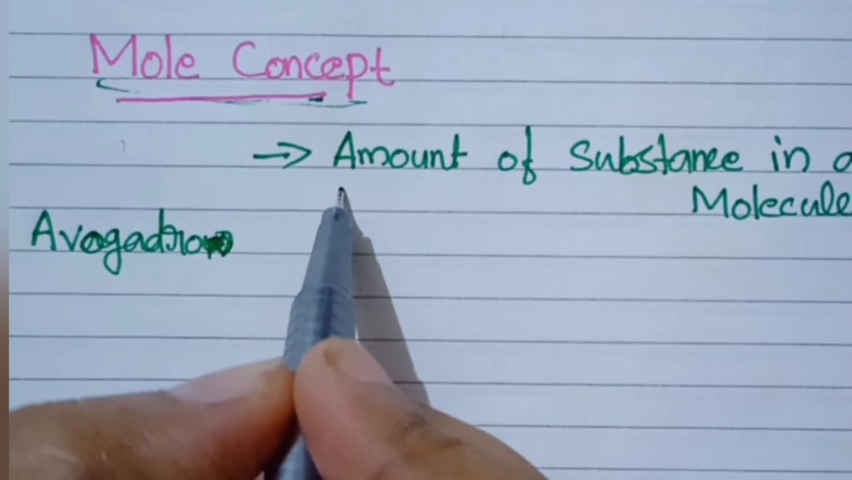 Mole Concept
→ Amount of Substance in a
Molecule
Avogadro